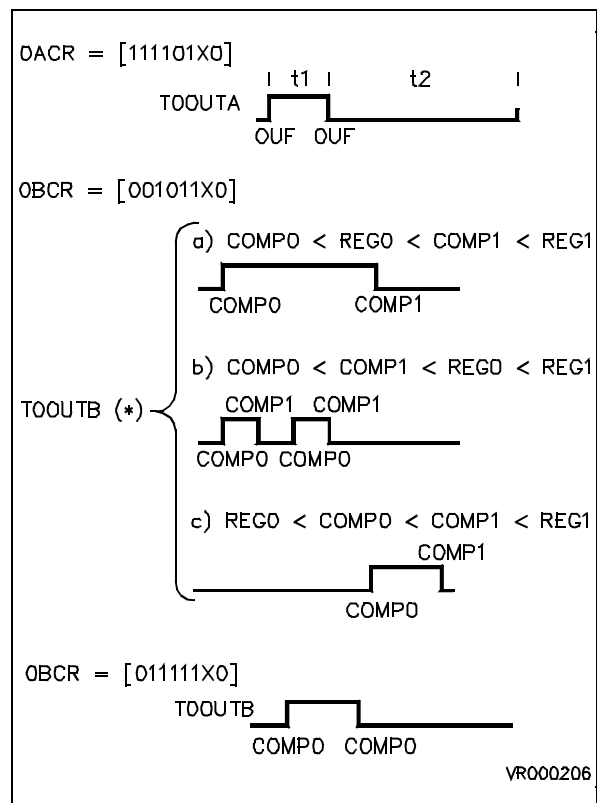 OACR = [111101X0]
t1 t2
TOOUTA
OUF OUF
OBCR = [001011X0]
a) COMP0 < REG0 < COMP1 < REG1
COMP0 COMP1
b) COMP0 < COMP1 < REG0 < REG1
COMP1 COMP1
TOOUTB (*)
COMP0 COMP0
c) REG0 < COMP0 < COMP1 < REG1
COMP1
COMP0
OBCR = [011111X0]
TOOUTB
COMP0 COMP0
VR000206